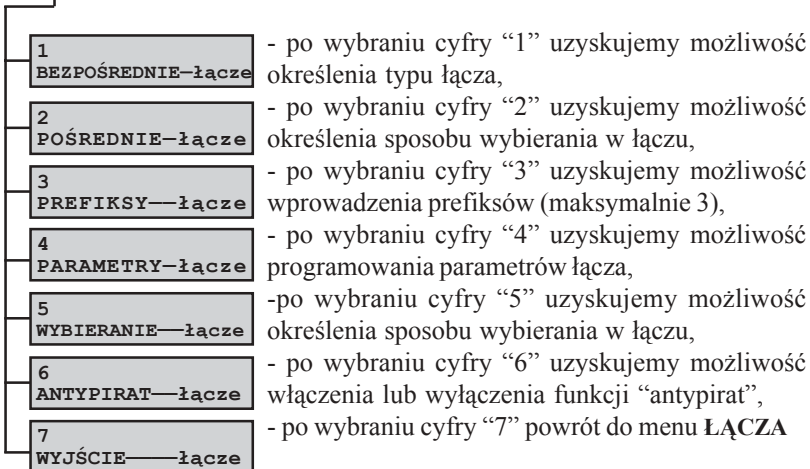 1
BEZPOŚREDNIE—łącze
- po wybraniu cyfry “1” uzyskujemy możliwość
określenia typu łącza,
2
POŚREDNIE—łącze
- po wybraniu cyfry “2” uzyskujemy możliwość
określenia sposobu wybierania w łączu,
3
PREFIKSY——łącze
- po wybraniu cyfry “3” uzyskujemy możliwość
wprowadzenia prefiksów (maksymalnie 3),
4
PARAMETRY—łącze
- po wybraniu cyfry “4” uzyskujemy możliwość
programowania parametrów łącza,
5
WYBIERANIE——łącze
-po wybraniu cyfry “5” uzyskujemy możliwość
określenia sposobu wybierania w łączu,
6
ANTYPIRAT——łącze
- po wybraniu cyfry “6” uzyskujemy możliwość
włączenia lub wyłączenia funkcji “antypirat”,
7
WYJŚCIE————łącze
- po wybraniu cyfry “7” powrót do menu ŁĄCZA